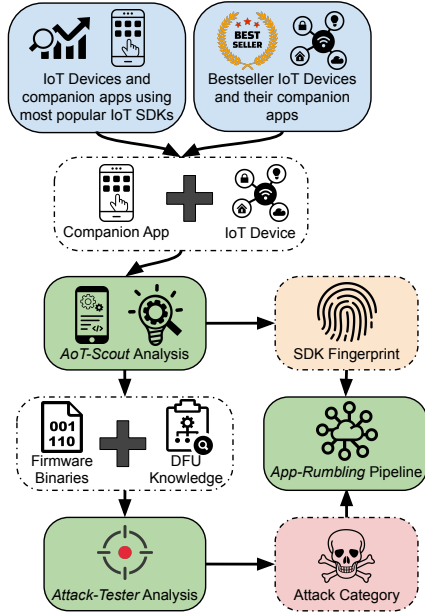 IoT Devices and
companion apps using
most popular IoT SDKs
BEST
SELLER
Bestseller IoT Devices
and their companion
apps
Companion App
IoT Device
AoT-Scout Analysis
SDK Fingerprint
001
110
Firmware
Binaries
DFU
Knowledge
App-Rumbling Pipeline
Attack-Tester Analysis
Attack Category